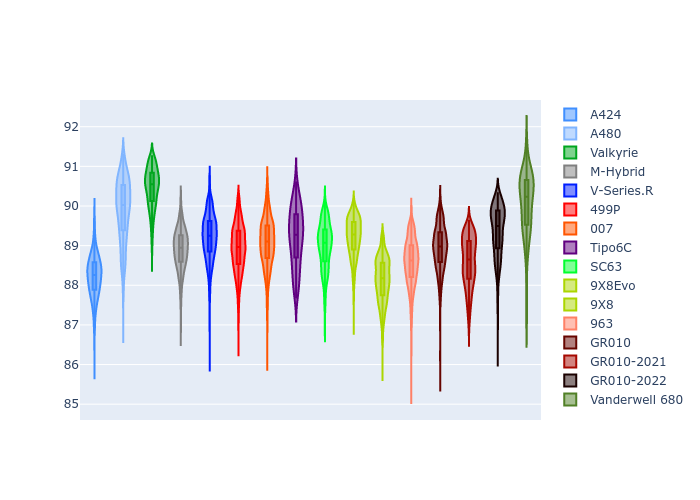 92
91
90
89
88
87
86
85
A424
A480
Valkyrie
M-Hybrid
V-Series.R
499P
007
Tipo6C
SC63
9X8Evo
9X8
963
GR010
GR010-2021
GR010-2022
Vanderwell 680